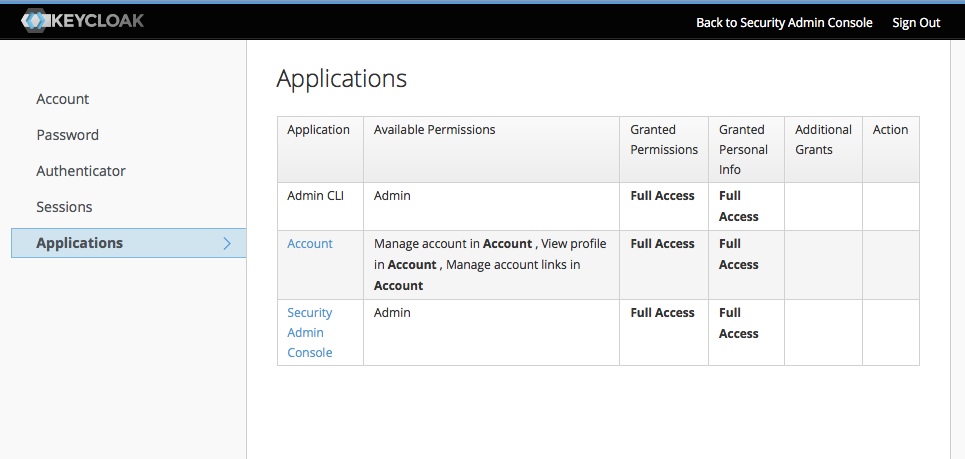 KEYCLOAK
Back to Security Admin Console Sign Out
Account
Password
Authenticator
Sessions
Applications
Applications
Application Available Permissions Granted Permissions Granted Personal Info Additional Grants Action
Admin CLI Admin Full Access Full Access
Account Manage account in Account , View profile in Account , Manage account links in Account Full Access Full Access
Security Admin Console Admin Full Access Full Access